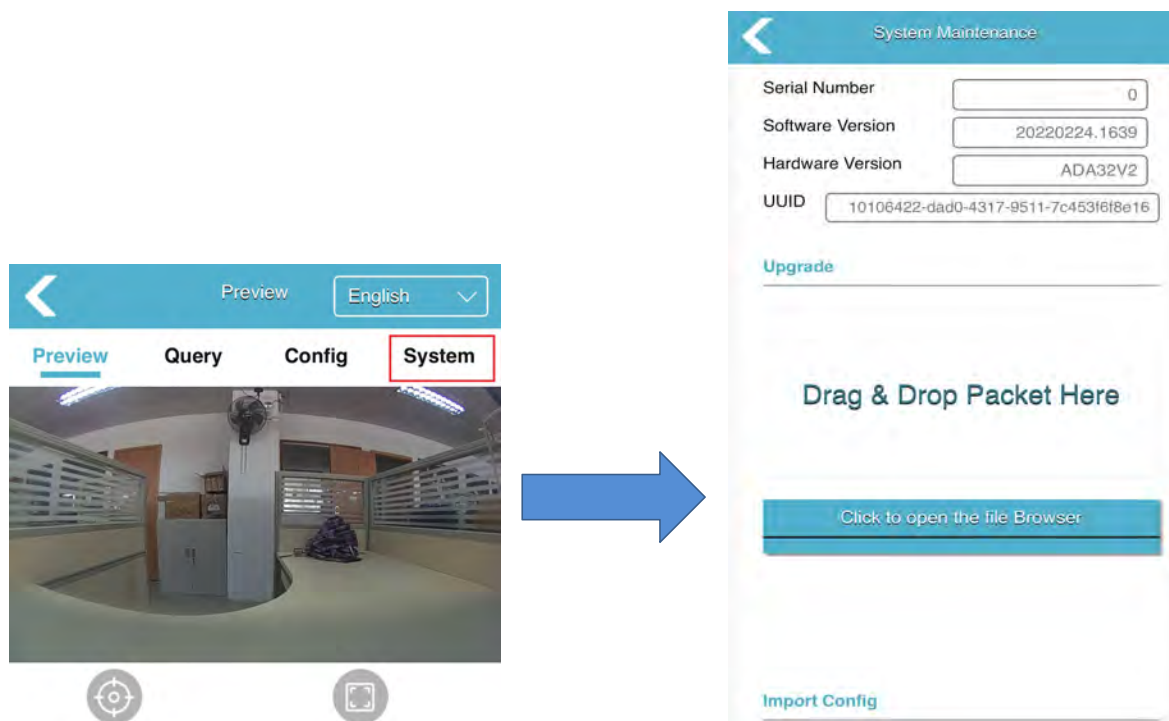 Preview
English
Preview
Query
Config
System
System Maintenance
Serial Number
0
Software Version
20220224.1639
Hardware Version
ADA32V2
UUID
10106422-dad0-4317-9511-7c453f6f8e16
Upgrade
Drag & Drop Packet Here
Click to open the file Browser
Import Config